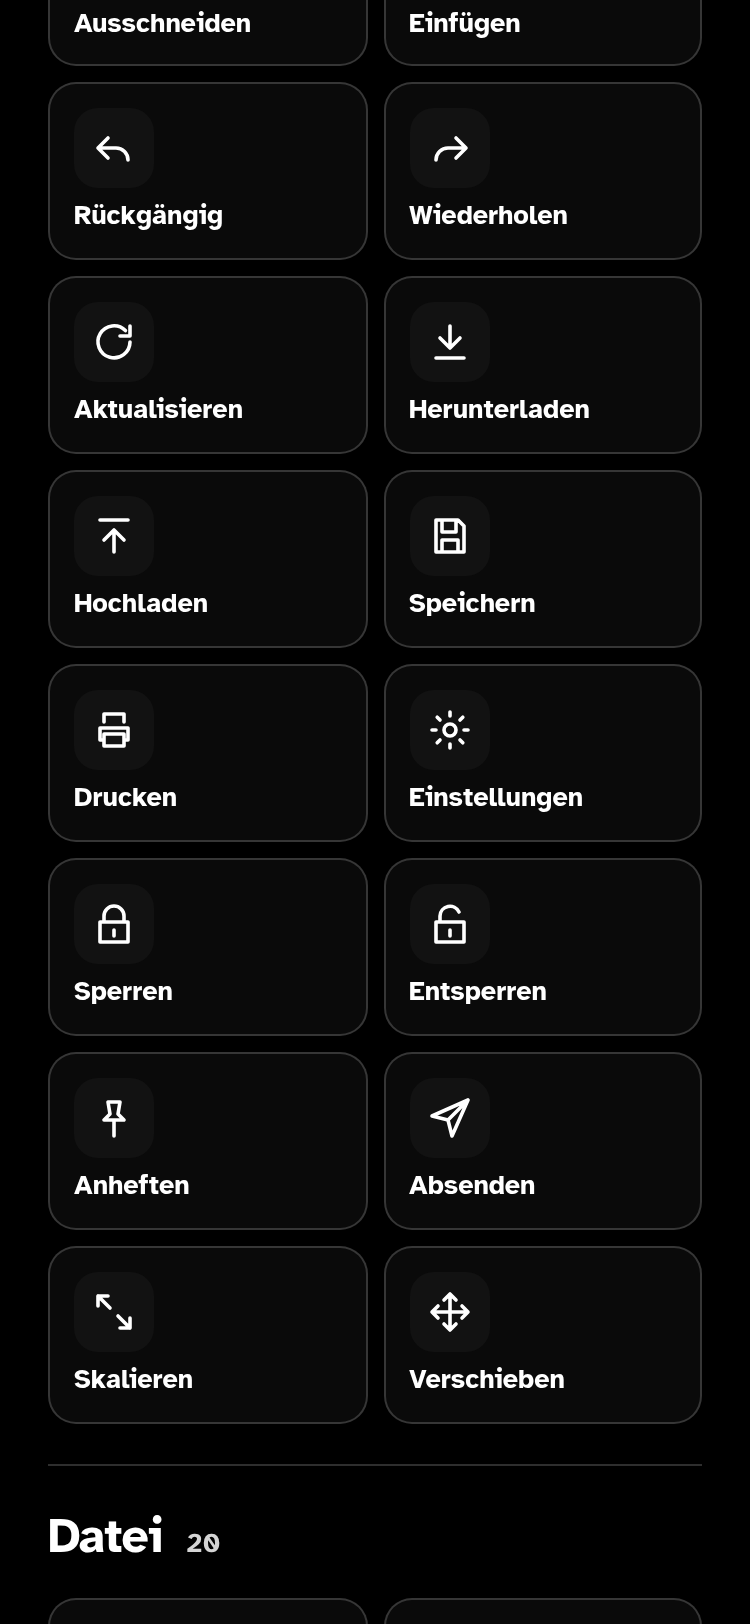 Ausschneiden
Einfügen
Rückgängig
Wiederholen
Aktualisieren
Herunterladen
Hochladen
Speichern
Drucken
Einstellungen
Sperren
Entsperren
Anheften
Absenden
Skalieren
Verschieben
Datei 20